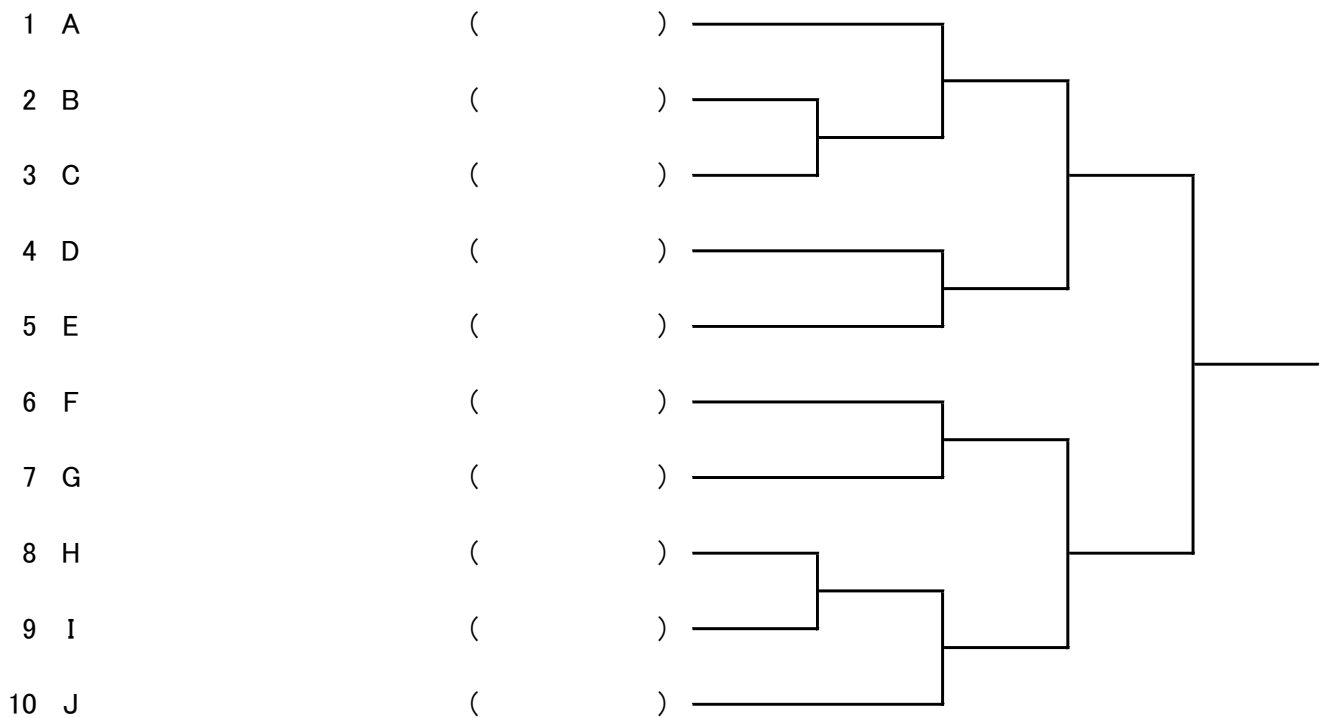 1 A ( )
2 B ( )
3 C ( )
4 D ( )
5 E ( )
6 F ( )
7 G ( )
8 H ( )
9 I ( )
10 J ( )